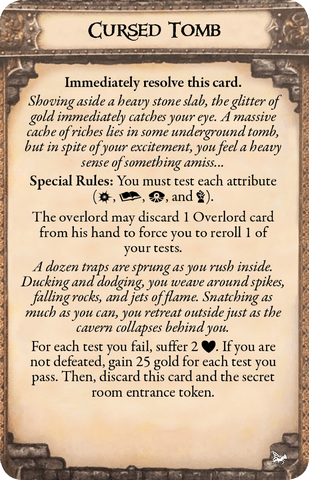 Cursed Tomb
Immediately resolve this card.
Shoving aside a heavy stone slab, the glitter of
gold immediately catches your eye. A massive
cache of riches lies in some underground tomb,
but in spite of your excitement, you feel a heavy
sense of something amiss...
Special Rules: You must test each attribute
( , , , and ).
The overlord may discard 1 Overlord card
from his hand to force you to reroll 1 of
your tests.
A dozen traps are sprung as you rush inside.
Ducking and dodging, you weave around spikes,
falling rocks, and jets of flame. Snatching as
much as you can, you retreat outside just as the
cavern collapses behind you.
For each test you fail, suffer 2 ♥. If you are
not defeated, gain 25 gold for each test you
pass. Then, discard this card and the secret
room entrance token.